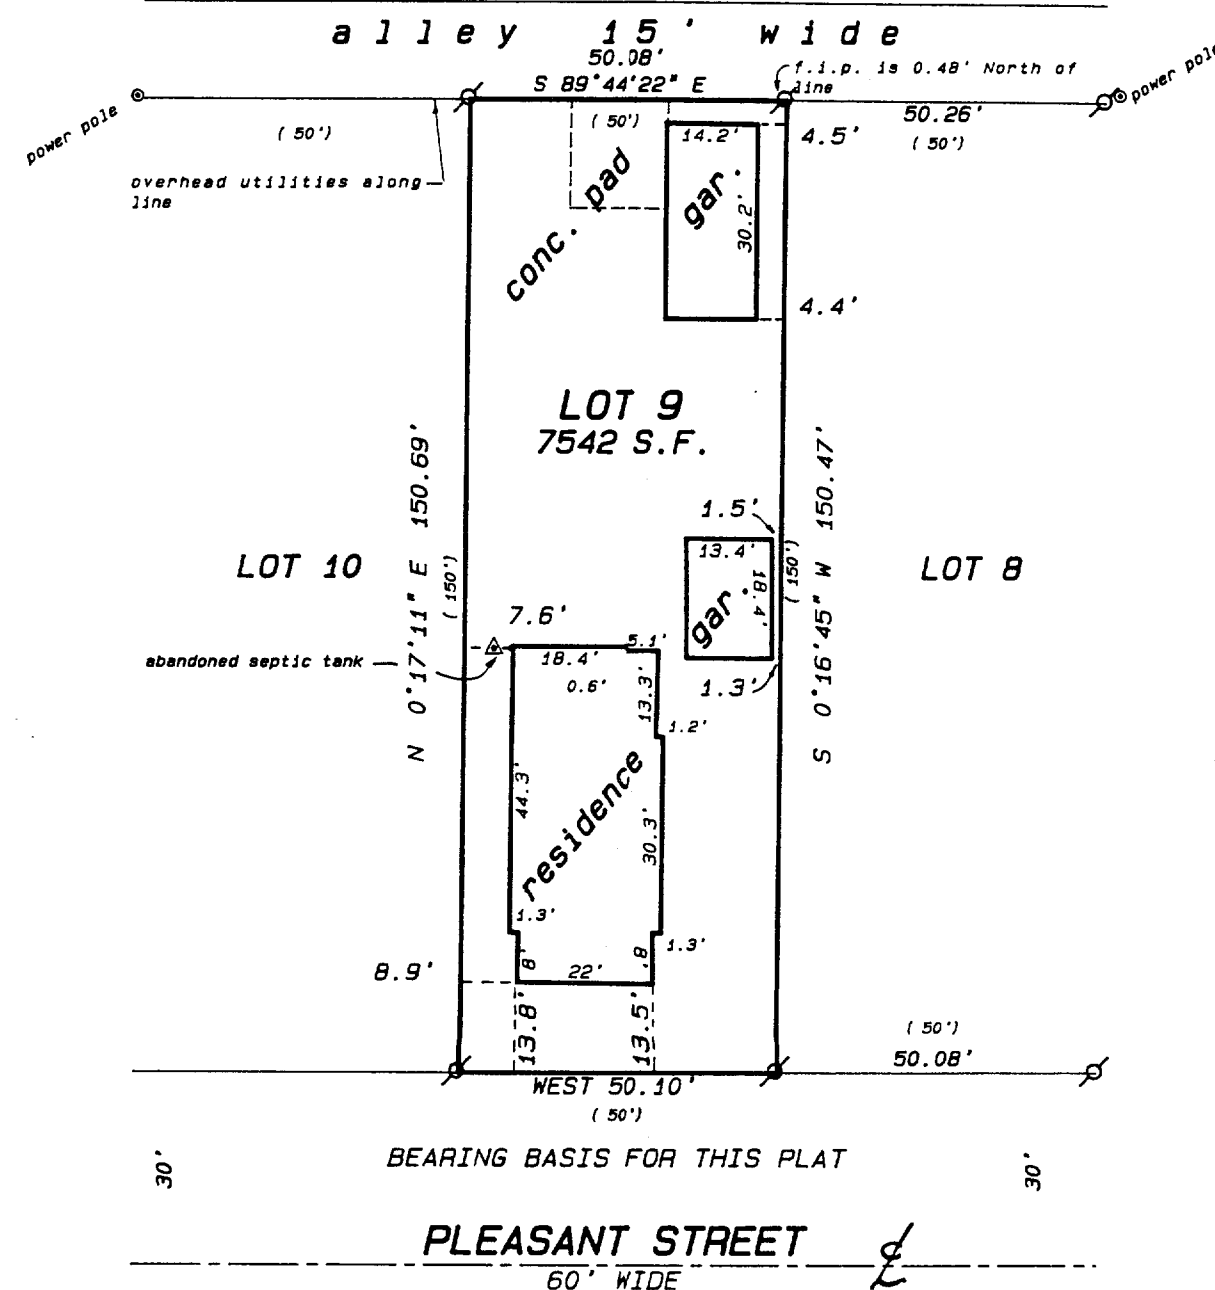 alley 15' wide
50.08'
S 89°44'22" E
f.i.p. is 0.48' North of
line
power pole
power pole
50.26'
(50')
(50')
(50')
14.2'
4.5'
overhead utilities along
line
conc. pad
gar.
30.2'
4.4'
LOT 9
7542 S.F.
N 0°17'11" E 150.69'
(150')
S 0°16'45" W 150.47'
(150')
1.5'
13.4'
18.4'
gar.
1.3'
LOT 10
LOT 8
7.6'
5.1'
18.4'
0.6'
abandoned septic tank
13.3'
1.2'
44.3'
residence
30.3'
1.3'
1.3'
8'
8'
22'
8.9'
13.8'
13.5'
(50')
50.08'
WEST 50.10'
(50')
BEARING BASIS FOR THIS PLAT
30'
30'
PLEASANT STREET
60' WIDE